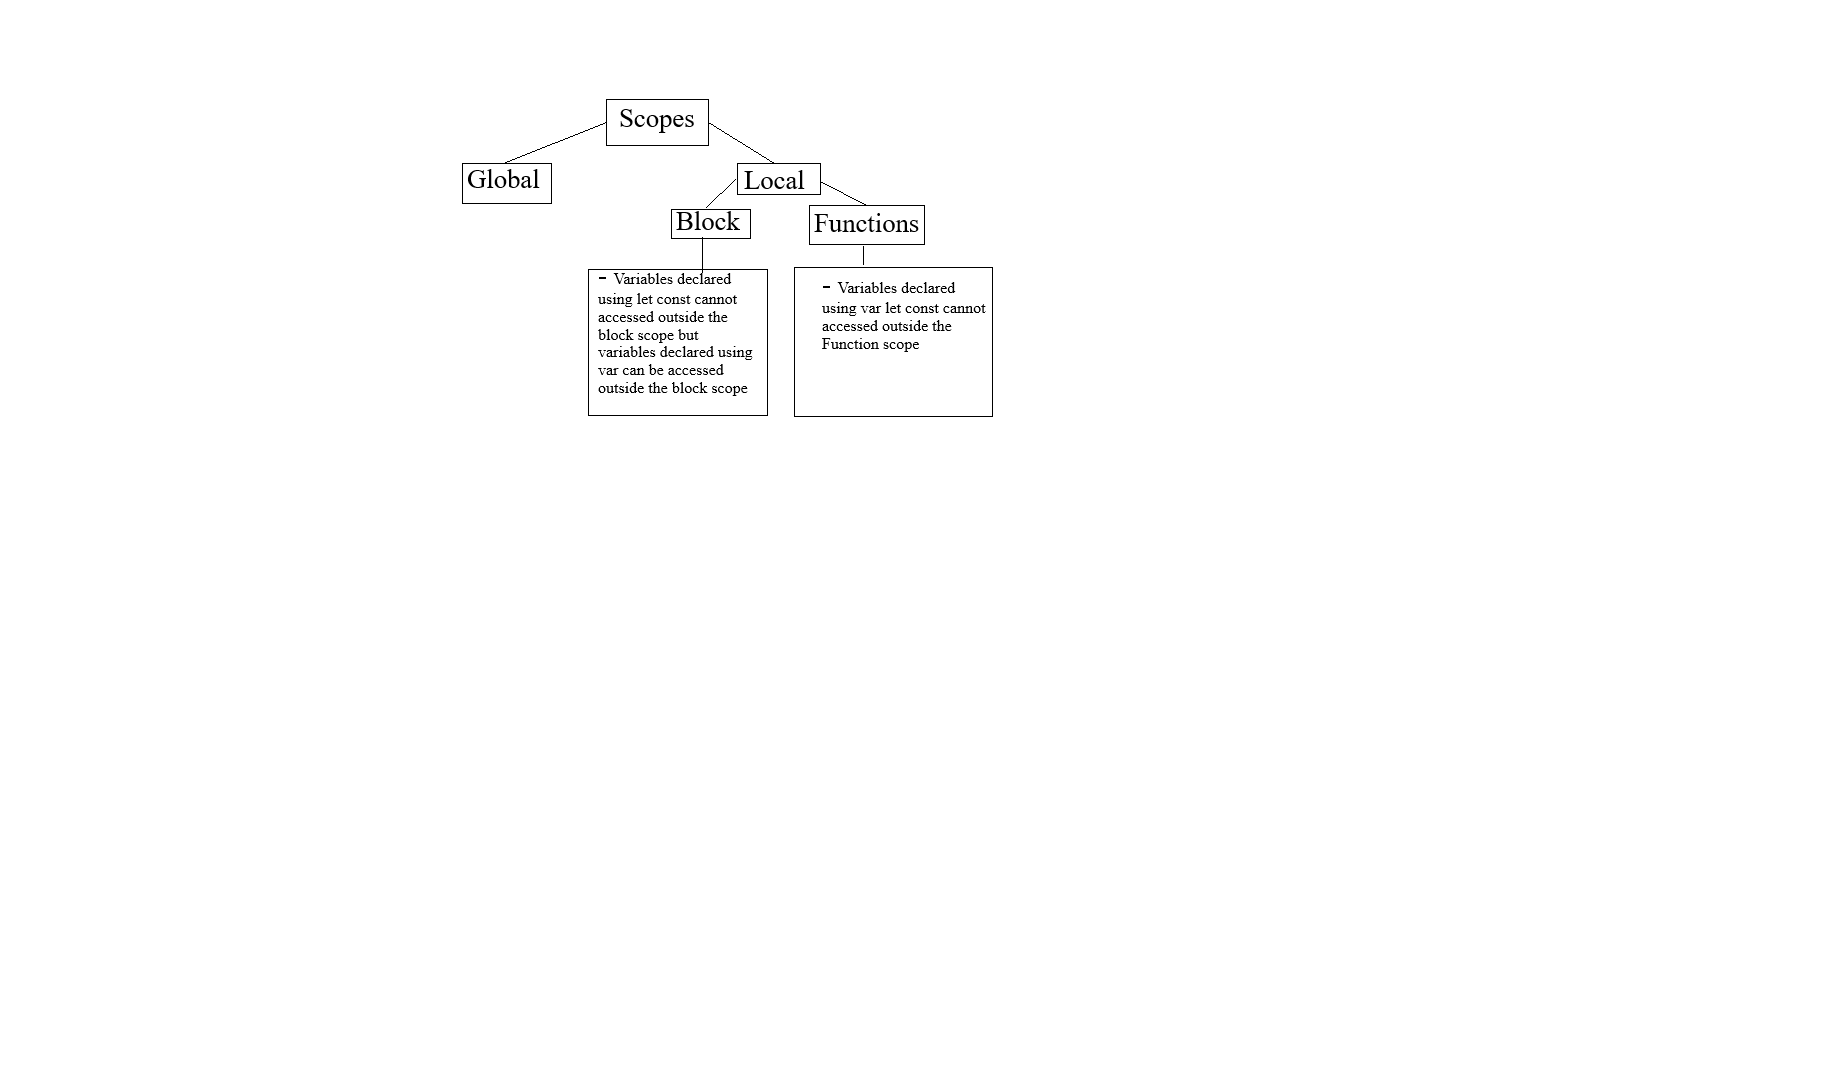 Scopes
Global
Local
Block
Functions
- Variables declared
using let const cannot
accessed outside the
block scope but
variables declared using
var can be accessed
outside the block scope
- Variables declared
using var let const cannot
accessed outside the
Function scope